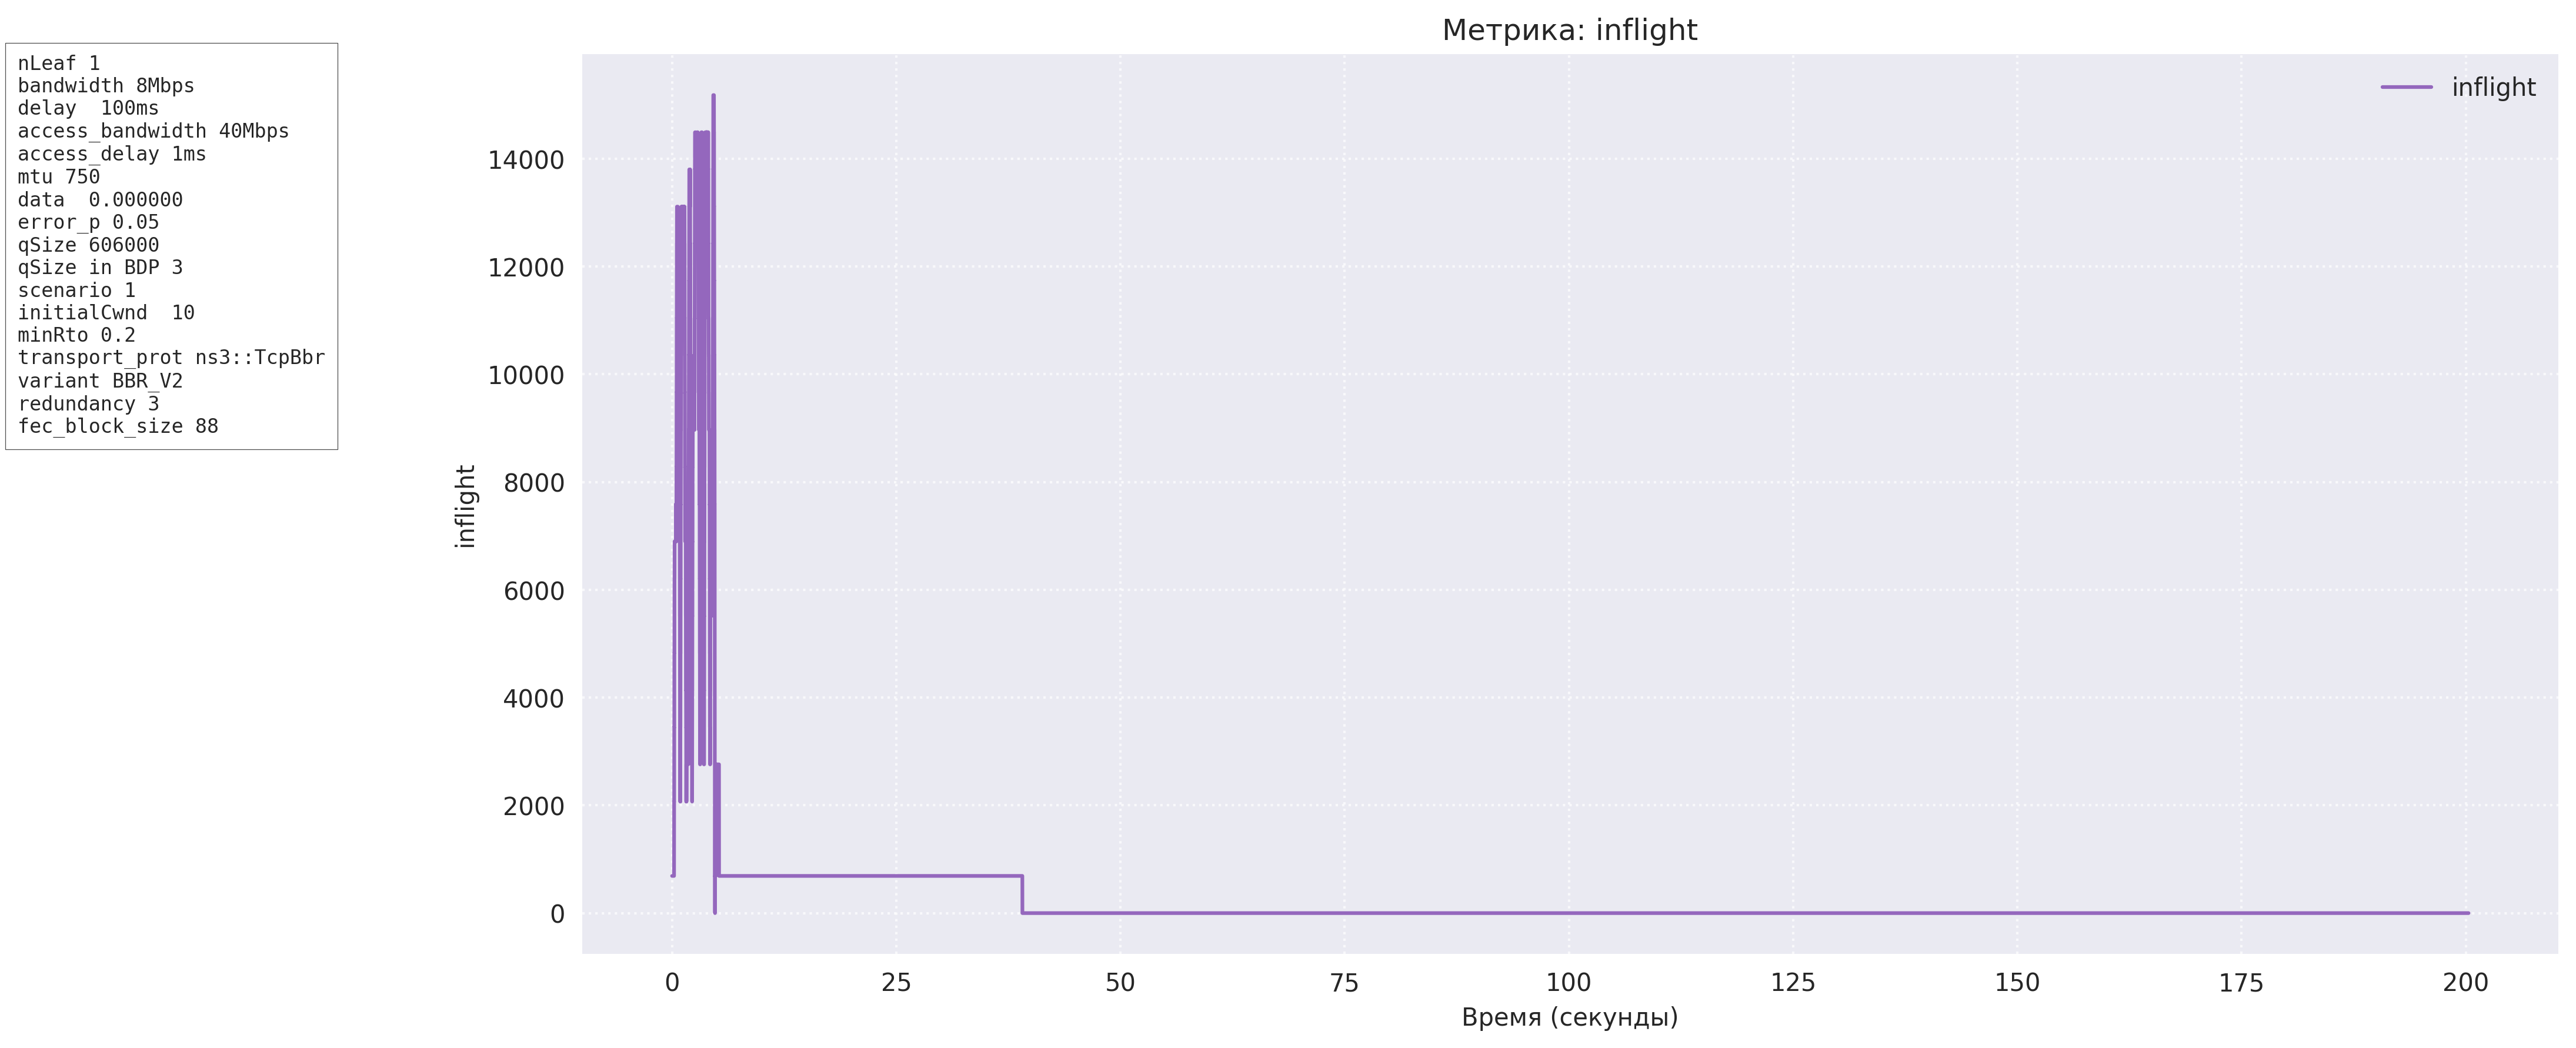 Метрика: inflight
nLeaf 1
bandwidth 8Mbps
delay  100ms
access_bandwidth 40Mbps
access_delay 1ms
mtu 750
data  0.000000
error_p 0.05
qSize 606000
qSize in BDP 3
scenario 1
initialCwnd  10
minRto 0.2
transport_prot ns3::TcpBbr
variant BBR_V2
redundancy 3
fec_block_size 88
inflight
inflight
14000
12000
10000
8000
6000
4000
2000
0
0 25 50 75 100 125 150 175 200
Время (секунды)